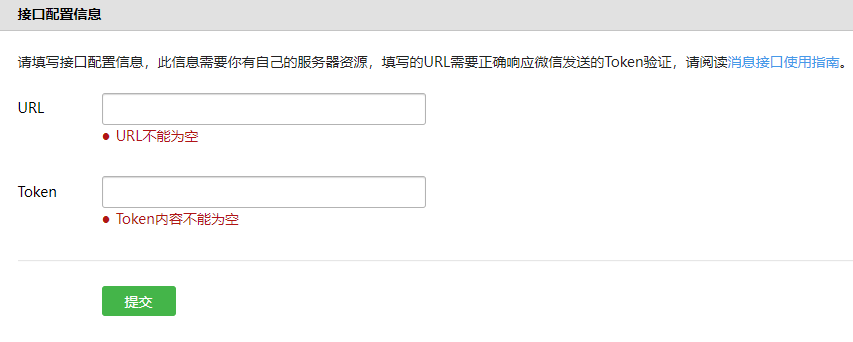 接口配置信息
请填写接口配置信息，此信息需要你有自己的服务器资源，填写的URL需要正确响应微信发送的Token验证，请阅读消息接口使用指南。
URL
● URL不能为空
Token
● Token内容不能为空
提交